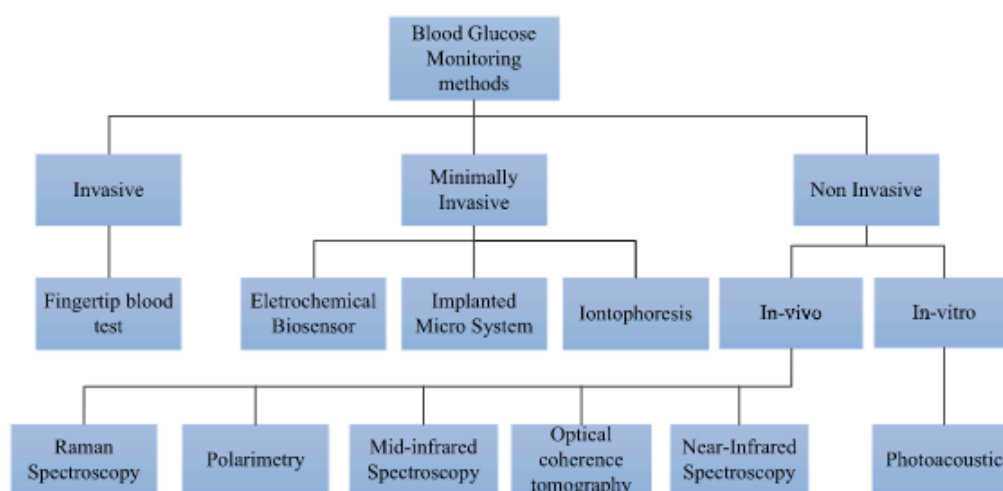 Blood Glucose
Monitoring
methods
Invasive
Minimally
Invasive
Non Invasive
Fingertip blood
test
Eletrochemical
Biosensor
Implanted
Micro System
Iontophoresis
In-vivo
In-vitro
Raman
Spectroscopy
Polarimetry
Mid-infrared
Spectroscopy
Optical
coherence
tomography
Near-Infrared
Spectroscopy
Photoacoustic